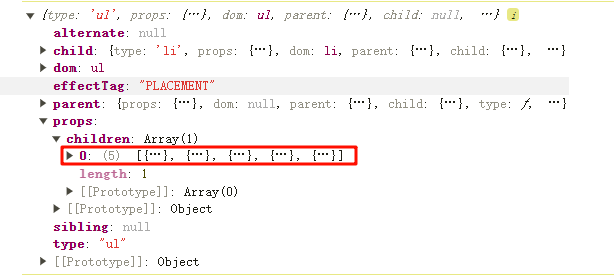 {type: 'ul', props: {…}, dom: ul, parent: {…}, child: null, …} i
alternate: null
child: {type: 'li', props: {…}, dom: li, parent: {…}, child: {…}, …}
dom: ul
effectTag: "PLACEMENT"
parent: {props: {…}, dom: null, parent: {…}, child: {…}, type: ƒ, …}
props:
children: Array(1)
0: (5) [{…}, {…}, {…}, {…}, {…}]
length: 1
[[Prototype]]: Array(0)
[[Prototype]]: Object
sibling: null
type: "ul"
[[Prototype]]: Object